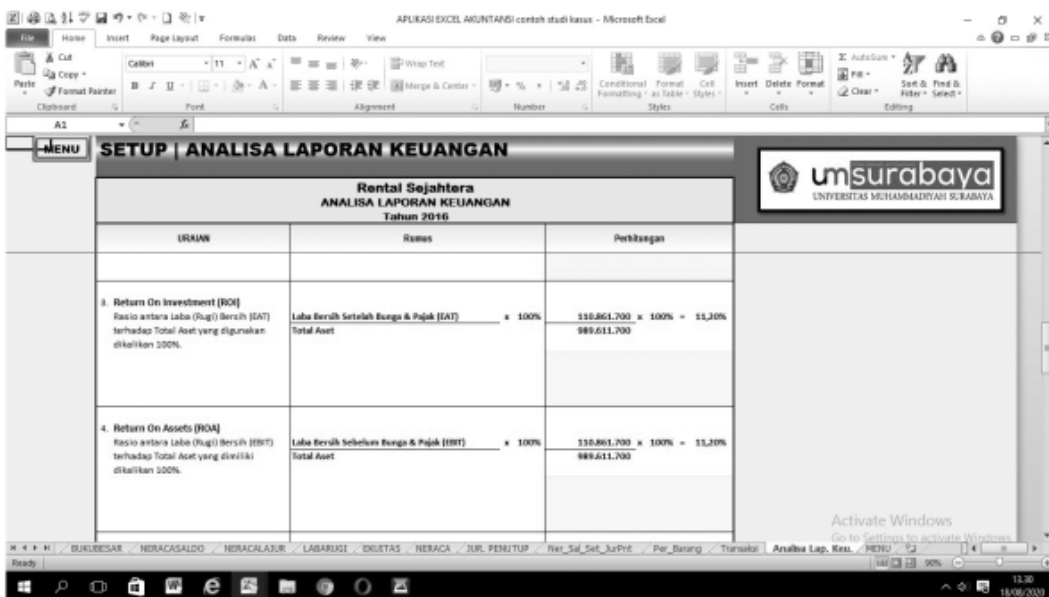 APLIKASI EXCEL AKUNTANSI contoh studi kasus - Microsoft Excel
File Home Insert Page Layout Formulas Data Review View
Cut
Copy
Format Painter
Paste
Calibri 11
Wrap Text
Merge & Center
Conditional Formatting
Format as Table
Cell Styles
Insert Delete Format
AutoSum
Fill
Clear
Sort & Filter
Find & Select
Clipboard Font Alignment Number Styles Cells Editing
A1 fx
MENU
SETUP | ANALISA LAPORAN KEUANGAN
umsurabaya
UNIVERSITAS MUHAMMADIYAH SURABAYA
Rental Sejahtera
ANALISA LAPORAN KEUANGAN
Tahun 2016
URAIAN Rumus Perhitungan
3. Return On Investment (ROI)
Rasio antara Laba (Rugi) Bersih (EAT)
terhadap Total Aset yang digunakan
dikalikan 100%.
Laba Bersih Setelah Bunga & Pajak (EAT) x 100%
Total Aset
110.861.700 x 100% = 11,20%
989.611.700
4. Return On Assets (ROA)
Rasio antara Laba (Rugi) Bersih (EBIT)
terhadap Total Aset yang dimiliki
dikalikan 100%.
Laba Bersih Sebelum Bunga & Pajak (EBIT) x 100%
Total Aset
110.861.700 x 100% = 11,20%
989.611.700
Activate Windows
Go to Settings to activate Windows.
BUKUBESAR NERACASALDO NERACALAJUR LABARUGI EKUITAS NERACA JUR. PENUTUP Ner_Sal_Set_JurPnt Per_Barang Transaksi Analisa Lap. Keu. MENU
Ready 90%
13.30
18/08/2020